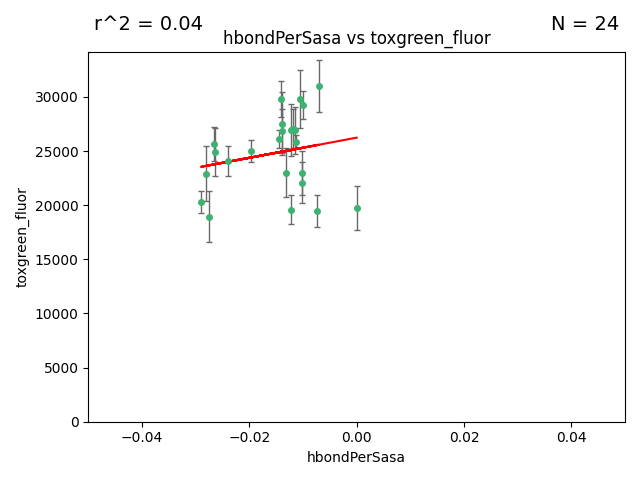 r^2 = 0.04
N = 24
hbondPerSasa vs toxgreen_fluor
30000
25000
20000
15000
10000
5000
0
toxgreen_fluor
−0.04
−0.02
0.00
0.02
0.04
hbondPerSasa